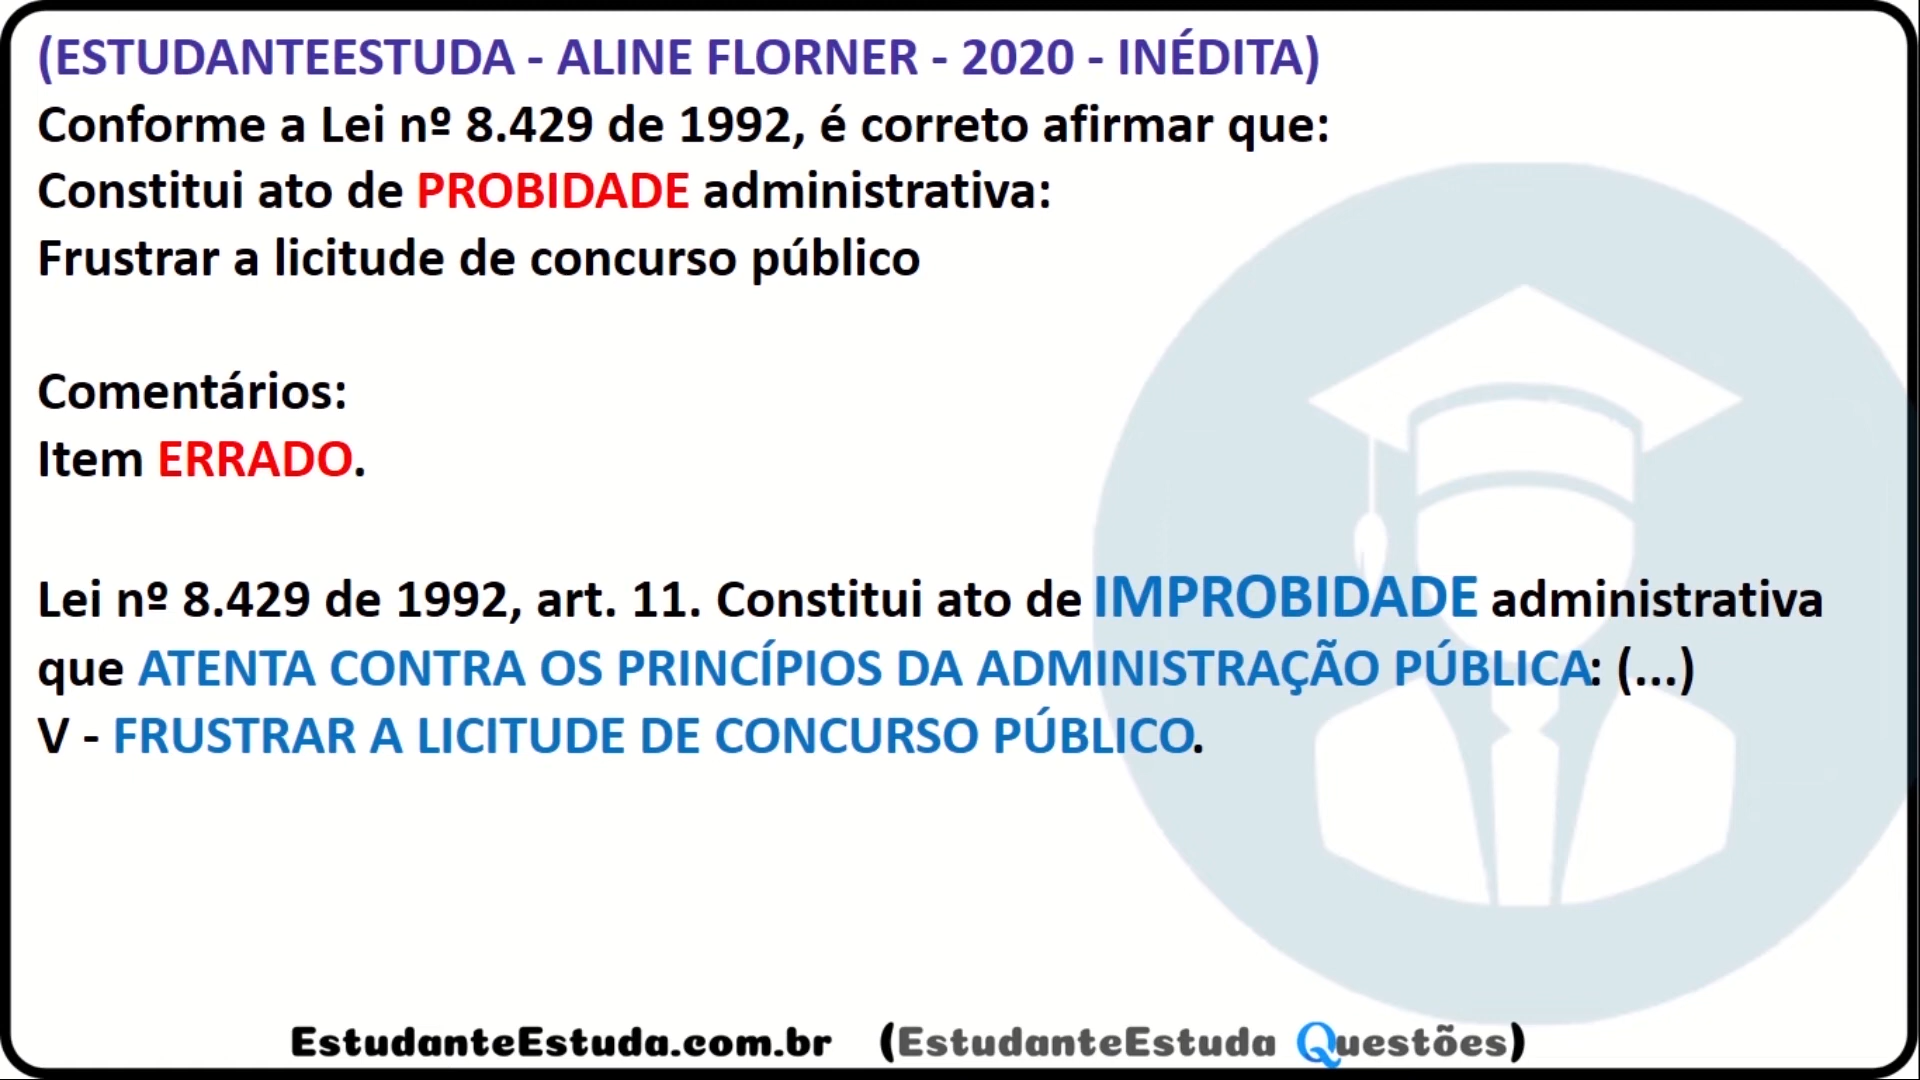 (ESTUDANTEESTUDA - ALINE FLORNER - 2020 - INÉDITA)
Conforme a Lei nº 8.429 de 1992, é correto afirmar que:
Constitui ato de PROBIDADE administrativa:
Frustrar a licitude de concurso público
Comentários:
Item ERRADO.
Lei nº 8.429 de 1992, art. 11. Constitui ato de IMPROBIDADE administrativa
que ATENTA CONTRA OS PRINCÍPIOS DA ADMINISTRAÇÃO PÚBLICA: (...)
V - FRUSTRAR A LICITUDE DE CONCURSO PÚBLICO.
EstudanteEstuda.com.br (EstudanteEstuda Questões)